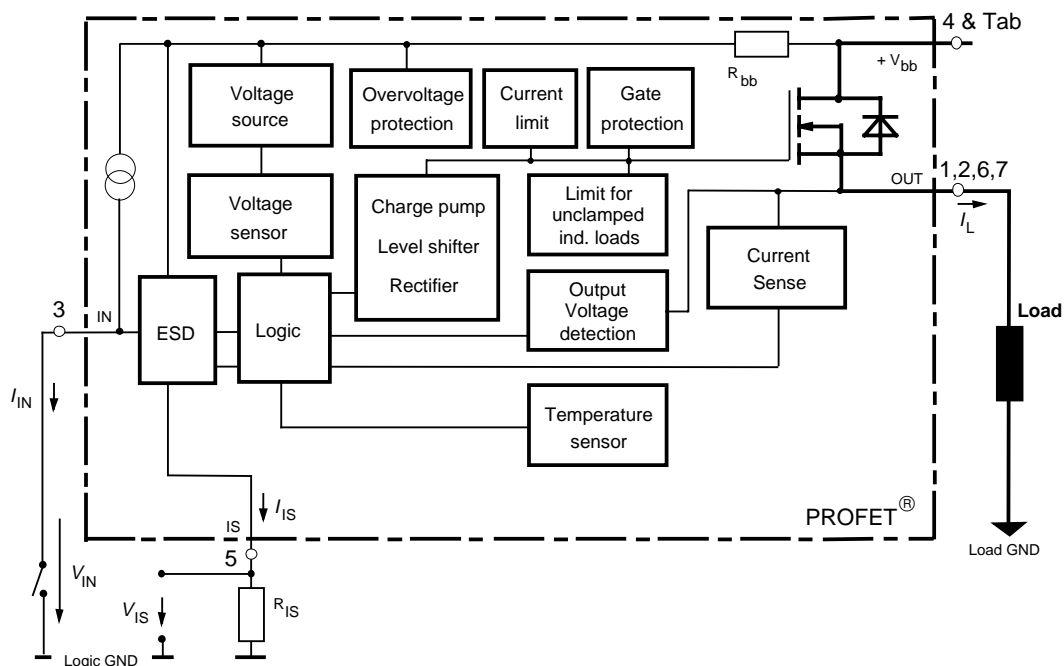 4 & Tab
R bb
+ V bb
Voltage
source
Overvoltage
protection
Current
limit
Gate
protection
OUT
1,2,6,7
I L
Voltage
sensor
Charge pump
Level shifter
Rectifier
Limit for
unclamped
ind. loads
Current
Sense
3
IN
ESD
Logic
Output
Voltage
detection
Load
I IN
Temperature
sensor
I IS
IS
PROFET®
Load GND
5
V IN
V IS
R IS
Logic GND